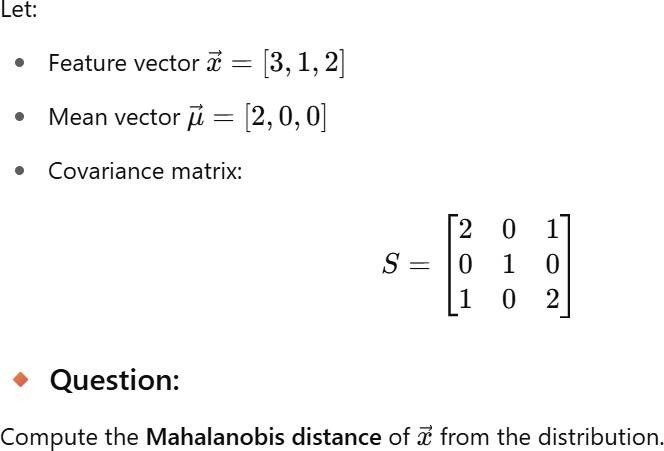 Let:
• Feature vector $\vec{x} = [3, 1, 2]$
• Mean vector $\vec{\mu} = [2, 0, 0]$
• Covariance matrix:
$S = \begin{bmatrix} 2 & 0 & 1 \\ 0 & 1 & 0 \\ 1 & 0 & 2 \end{bmatrix}$
🔸 Question:
Compute the Mahalanobis distance of $\vec{x}$ from the distribution.